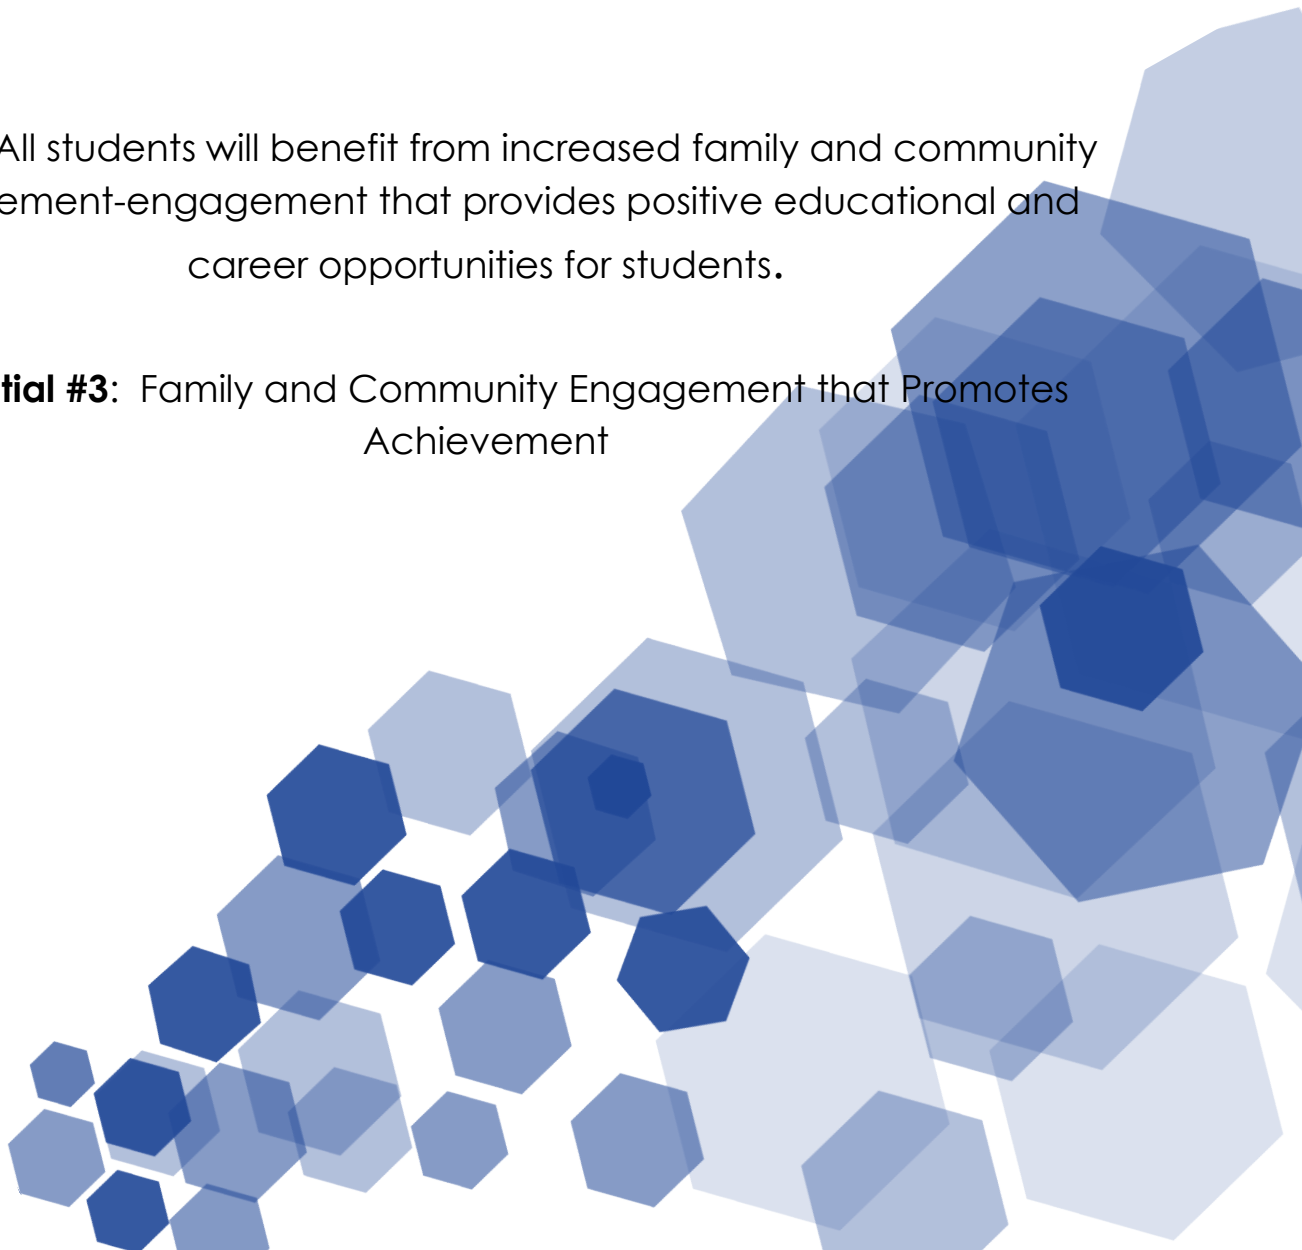 All students will benefit from increased family and community
ement-engagement that provides positive educational and
career opportunities for students.
tial #3: Family and Community Engagement that Promotes
Achievement